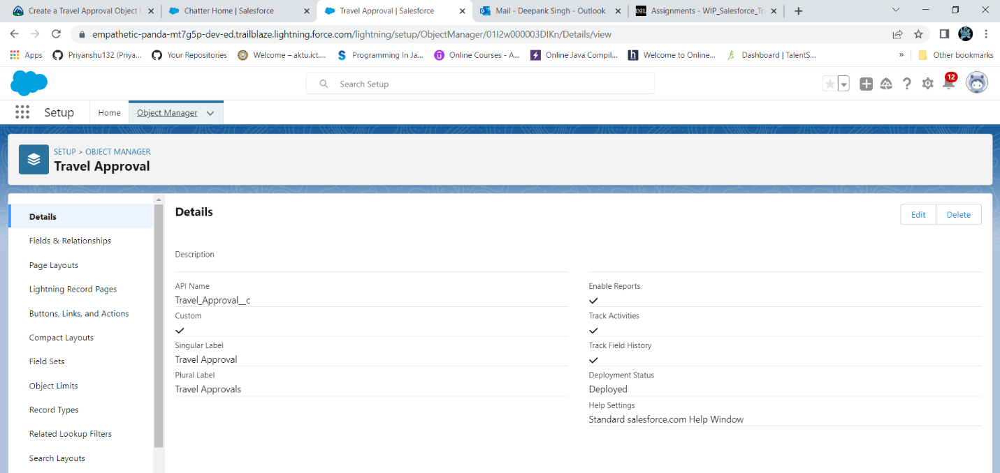 Create a Travel Approval Object
Chatter Home | Salesforce
Travel Approval | Salesforce
Mail - Deepank Singh - Outlook
D2L
Assignments - WIP_Salesforce_Tr
empathetic-panda-mt7g5p-dev-ed.trailblaze.lightning.force.com/lightning/setup/ObjectManager/01I2w000003DIKn/Details/view
Apps
Priyanshu132 (Priya...
Your Repositories
Welcome – aktu.ict....
Programming In Ja...
Online Courses - A...
Online Java Compil...
Welcome to Online...
Dashboard | TalentS...
»
Other bookmarks
Search Setup
12
Setup
Home
Object Manager
SETUP > OBJECT MANAGER
Travel Approval
Details
Fields & Relationships
Page Layouts
Lightning Record Pages
Buttons, Links, and Actions
Compact Layouts
Field Sets
Object Limits
Record Types
Related Lookup Filters
Search Layouts
Details
Edit
Delete
Description
API Name
Travel_Approval__c
Custom
Singular Label
Travel Approval
Plural Label
Travel Approvals
Enable Reports
Track Activities
Track Field History
Deployment Status
Deployed
Help Settings
Standard salesforce.com Help Window